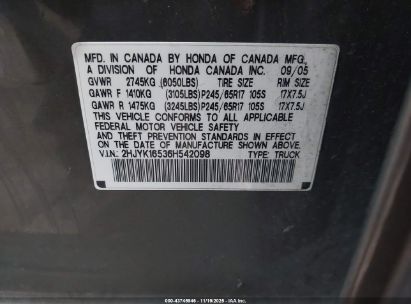 MFD. IN CANADA BY HONDA OF CANADA MFG.
A DIVISION OF HONDA CANADA INC. 09/05
GVWR 2745KG (6050LBS) TIRE SIZE RIM SIZE
GAWR F 1410KG (3105LBS) P245/65R17 105S 17X7.5J
GAWR R 1475KG (3245LBS) P245/65R17 105S 17X7.5J
THIS VEHICLE CONFORMS TO ALL APPLICABLE
FEDERAL MOTOR VEHICLE SAFETY
AND THEFT PREVENTION STANDARDS IN EFFECT
ON THE DATE OF MANUFACTURE SHOWN ABOVE.
V.I.N.: 2HJYK16536H542098 TYPE: TRUCK